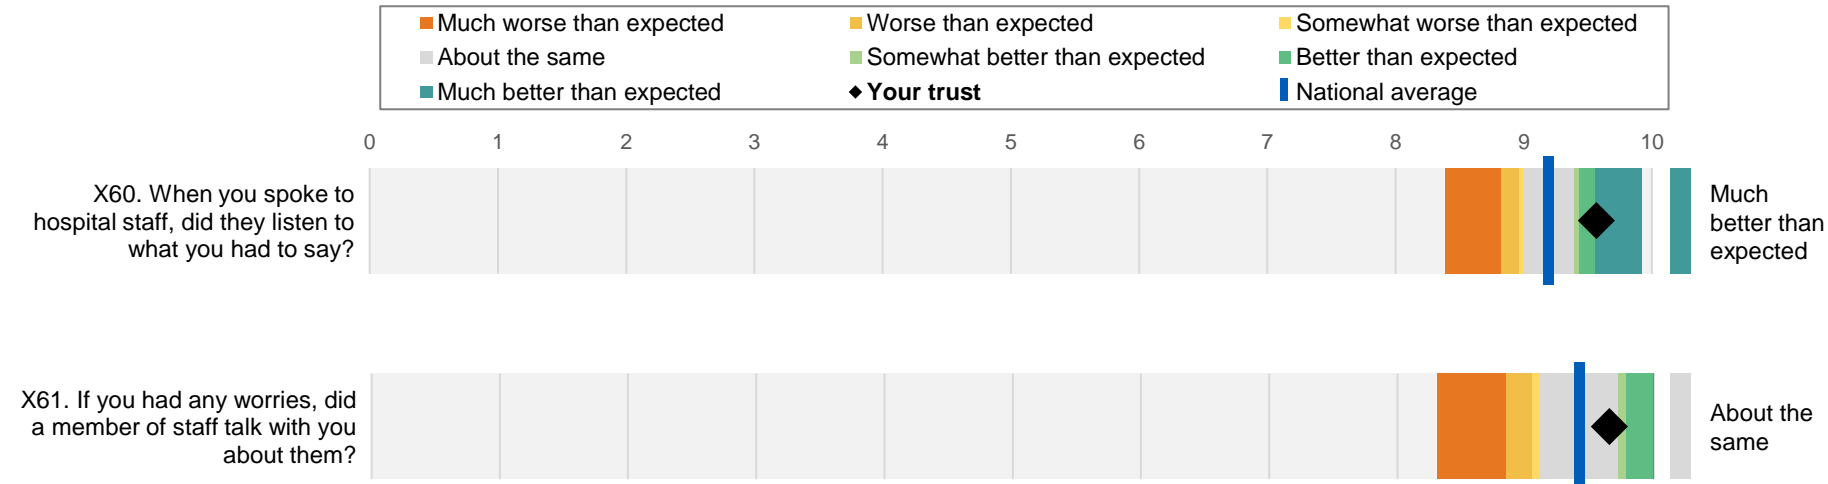 Much worse than expected
Worse than expected
Somewhat worse than expected
About the same
Somewhat better than expected
Better than expected
Much better than expected
Your trust
National average
0 1 2 3 4 5 6 7 8 9 10
X60. When you spoke to
hospital staff, did they listen to
what you had to say?
Much
better than
expected
X61. If you had any worries, did
a member of staff talk with you
about them?
About the
same